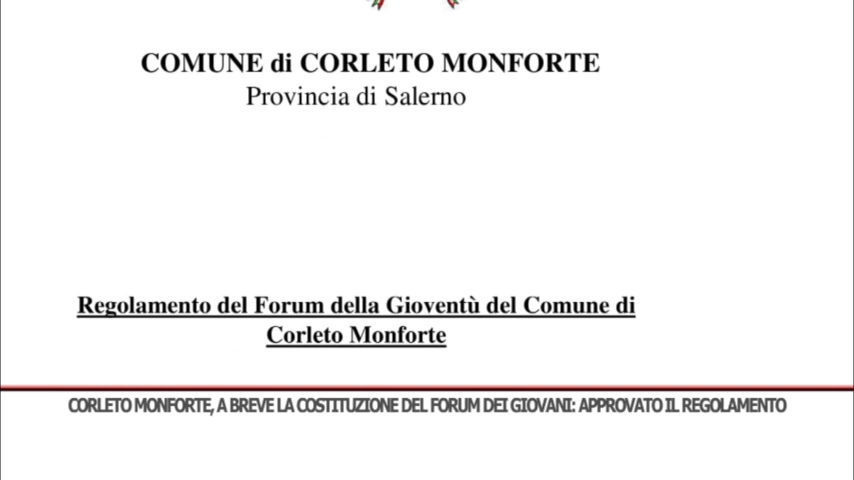 COMUNE di CORLETO MONFORTE
Provincia di Salerno
Regolamento del Forum della Gioventù del Comune di
Corleto Monforte
CORLETO MONFORTE, A BREVE LA COSTITUZIONE DEL FORUM DEI GIOVANI: APPROVATO IL REGOLAMENTO